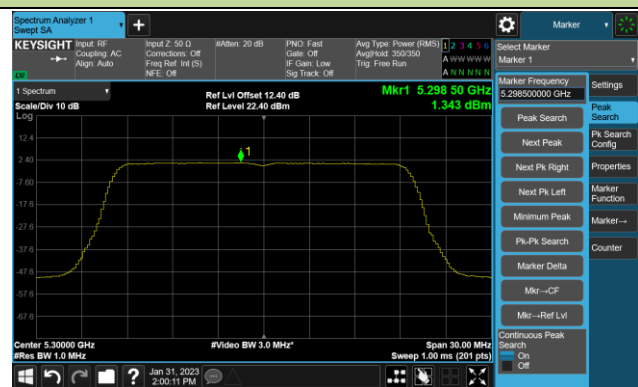 Spectrum Analyzer 1
Swept SA
+
Marker
KEYSIGHT
LW
Input: RF
Coupling: AC
Align: Auto
Input Z: 50 Ω
Corrections: Off
Freq Ref: Int (S)
NFE: Off
#Atten: 20 dB
PNO: Fast
Gate: Off
IF Gain: Low
Sig Track: Off
Avg Type: Power (RMS)
Avg|Hold: 350/350
Trig: Free Run
1 2 3 4 5 6
A W W W W W
A N N N N N
Select Marker
Marker 1
1 Spectrum
Scale/Div 10 dB
Log
Ref Lvl Offset 12.40 dB
Ref Level 22.40 dBm
Mkr1 5.298 50 GHz
1.343 dBm
12.4
2.40
-7.60
-17.6
-27.6
-37.6
-47.6
-57.6
-67.6
1
Center 5.30000 GHz
#Res BW 1.0 MHz
#Video BW 3.0 MHz*
Span 30.00 MHz
Sweep 1.00 ms (201 pts)
Marker Frequency
5.298500000 GHz
Peak Search
Next Peak
Next Pk Right
Next Pk Left
Minimum Peak
Pk-Pk Search
Marker Delta
Mkr→CF
Mkr→Ref Lvl
Continuous Peak
Search
On
Off
Settings
Peak
Search
Pk Search
Config
Properties
Marker
Function
Marker→
Counter
?
Jan 31, 2023
2:00:11 PM